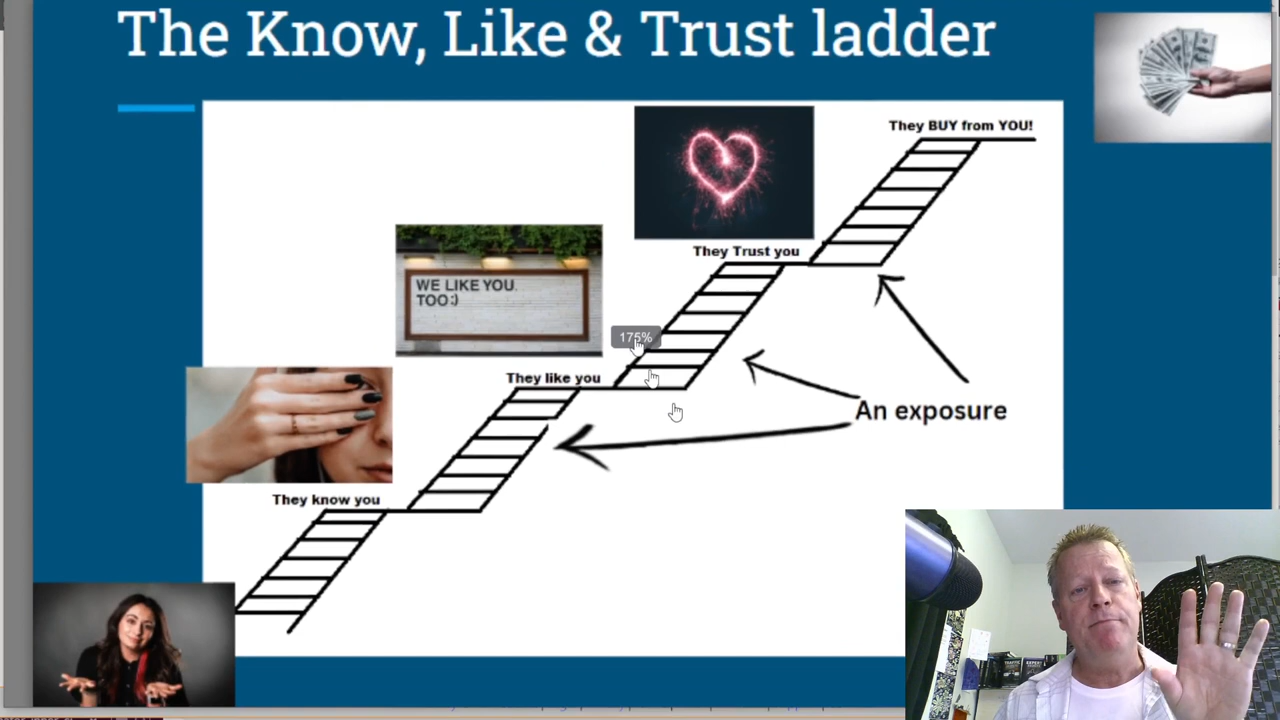 The Know, Like & Trust ladder
They BUY from YOU!
They Trust you
WE LIKE YOU
TOO:)
175%
They like you
An exposure
They know you